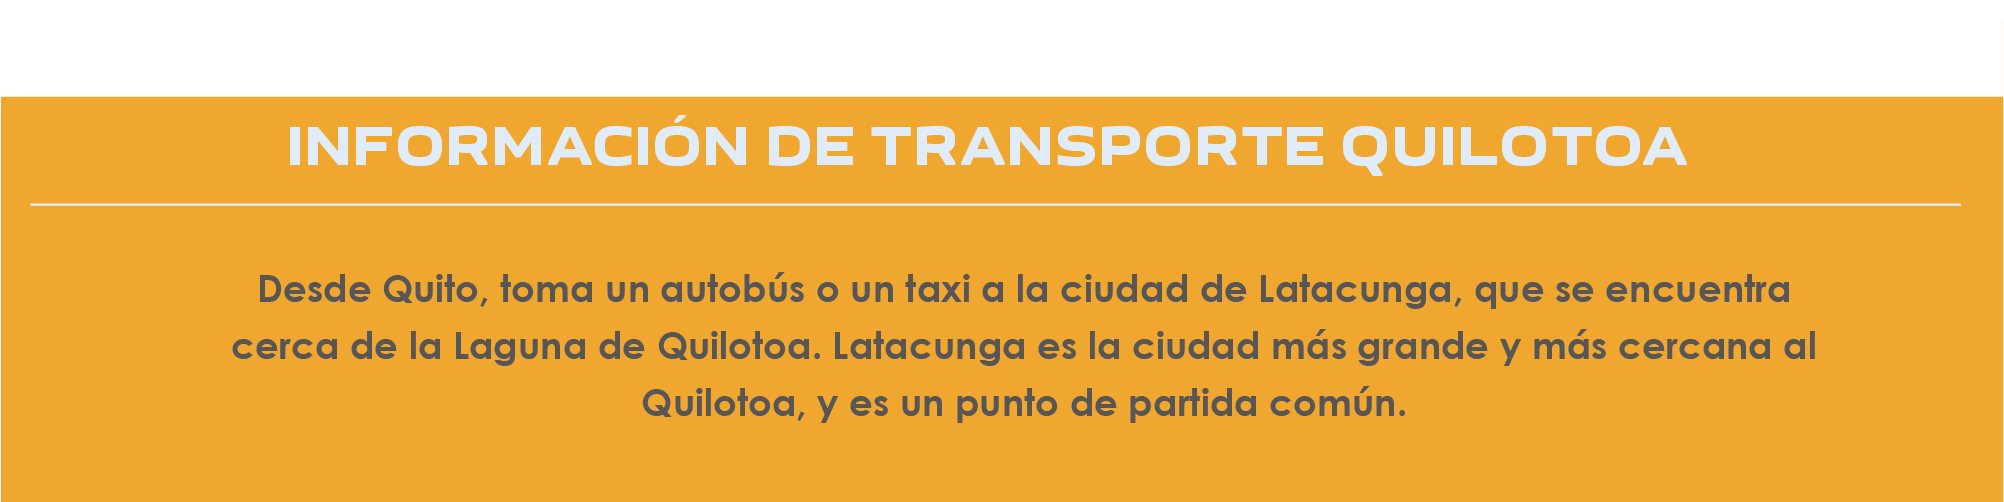 INFORMACIÓN DE TRANSPORTE QUILOTOA
Desde Quito, toma un autobús o un taxi a la ciudad de Latacunga, que se encuentra
cerca de la Laguna de Quilotoa. Latacunga es la ciudad más grande y más cercana al
Quilotoa, y es un punto de partida común.